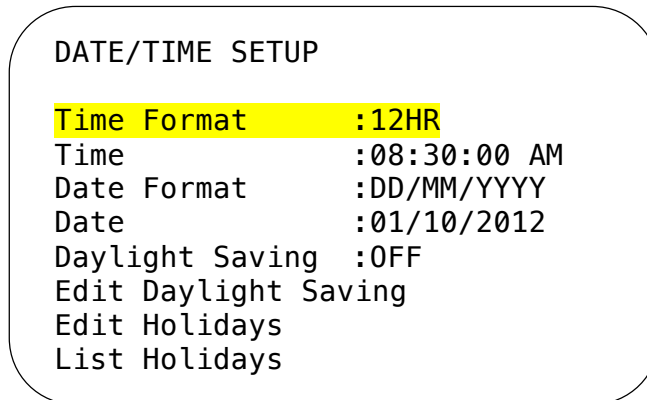 DATE/TIME SETUP
Time Format :12HR
Time :08:30:00 AM
Date Format :DD/MM/YYYY
Date :01/10/2012
Daylight Saving :OFF
Edit Daylight Saving
Edit Holidays
List Holidays